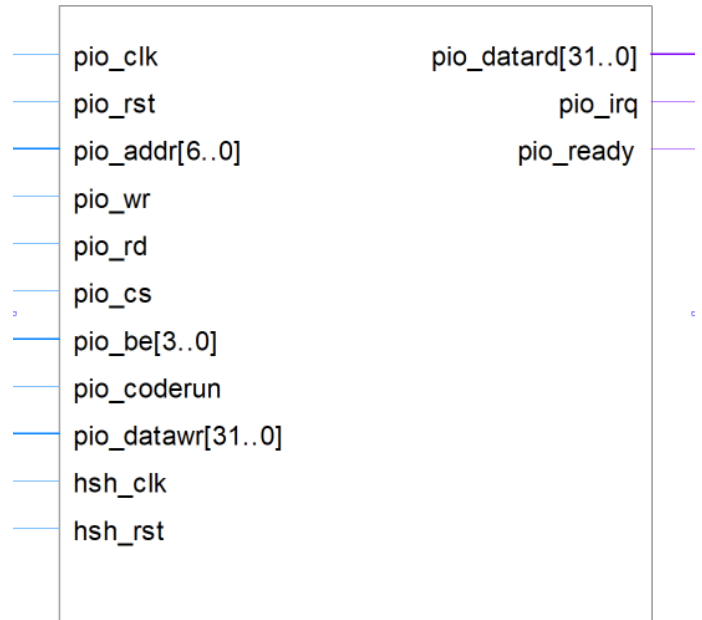 pio_clk
pio_rst
pio_addr[6..0]
pio_wr
pio_rd
pio_cs
pio_be[3..0]
pio_coderun
pio_datawr[31..0]
hsh_clk
hsh_rst
pio_datard[31..0]
pio_irq
pio_ready